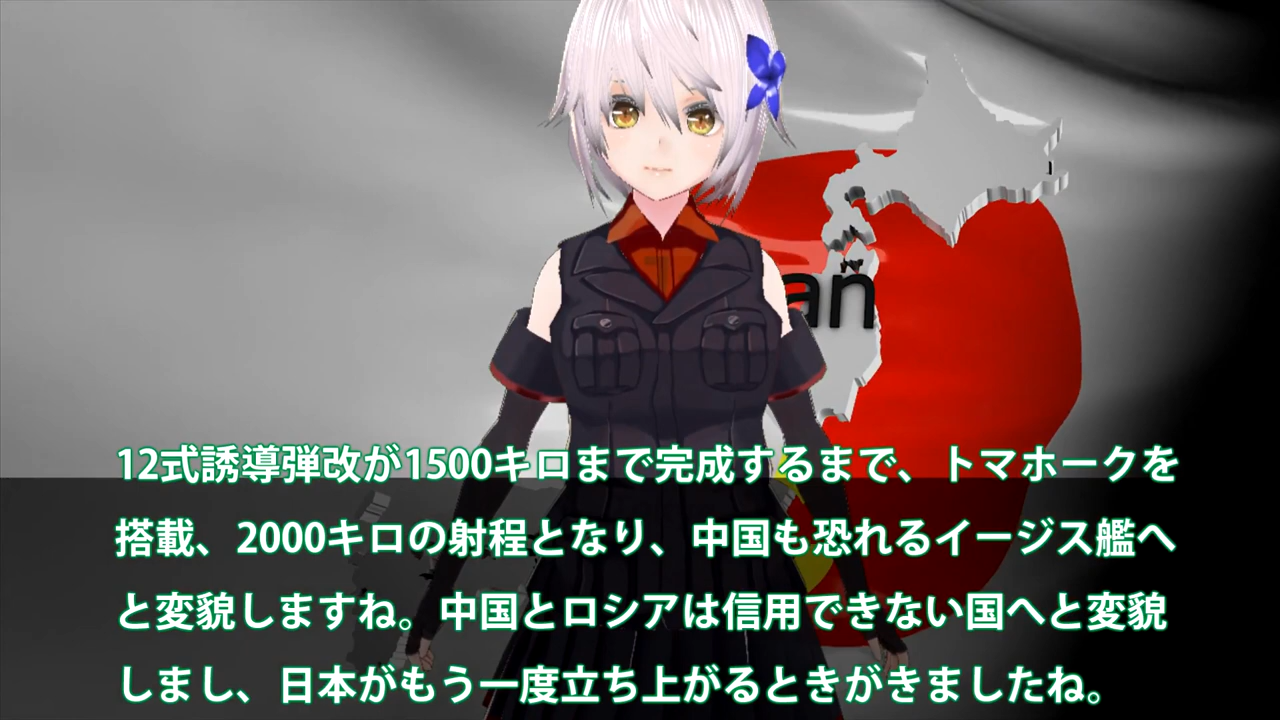 an
12式誘導弾改が1500キロまで完成するまで、トマホークを
搭載、2000キロの射程となり、中国も恐れるイージス艦へ
と変貌しますね。中国とロシアは信用できない国へと変貌
しまし、日本がもう一度立ち上がるときがきましたね。